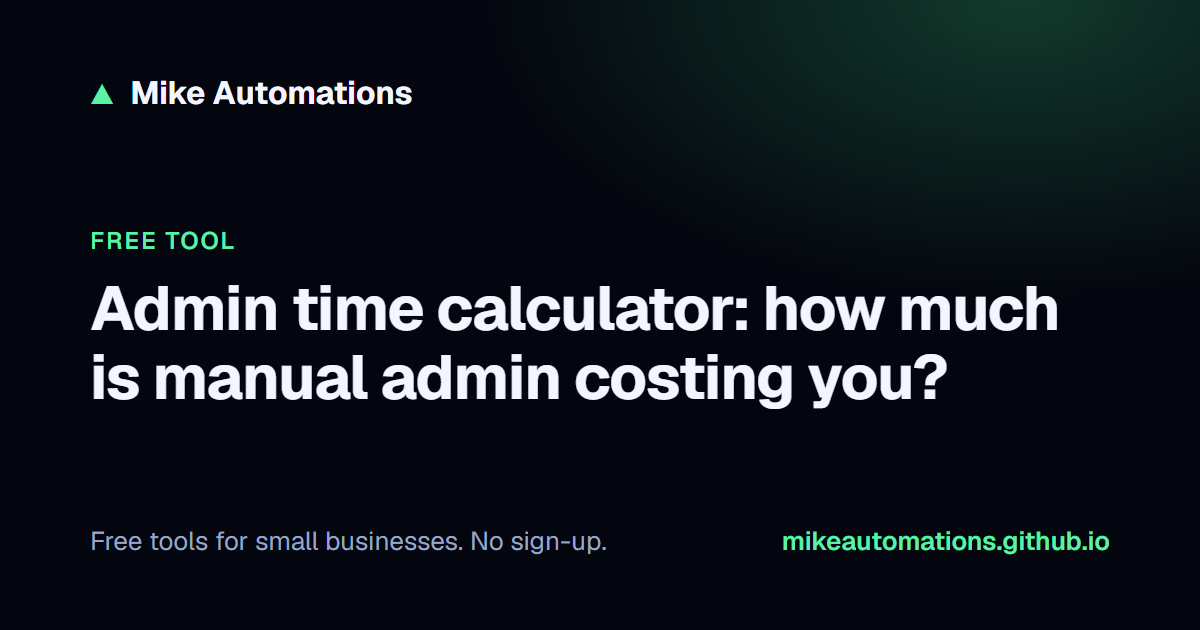 Mike Automations
FREE TOOL
Admin time calculator: how much
is manual admin costing you?
Free tools for small businesses. No sign-up.
mikeautomations.github.io